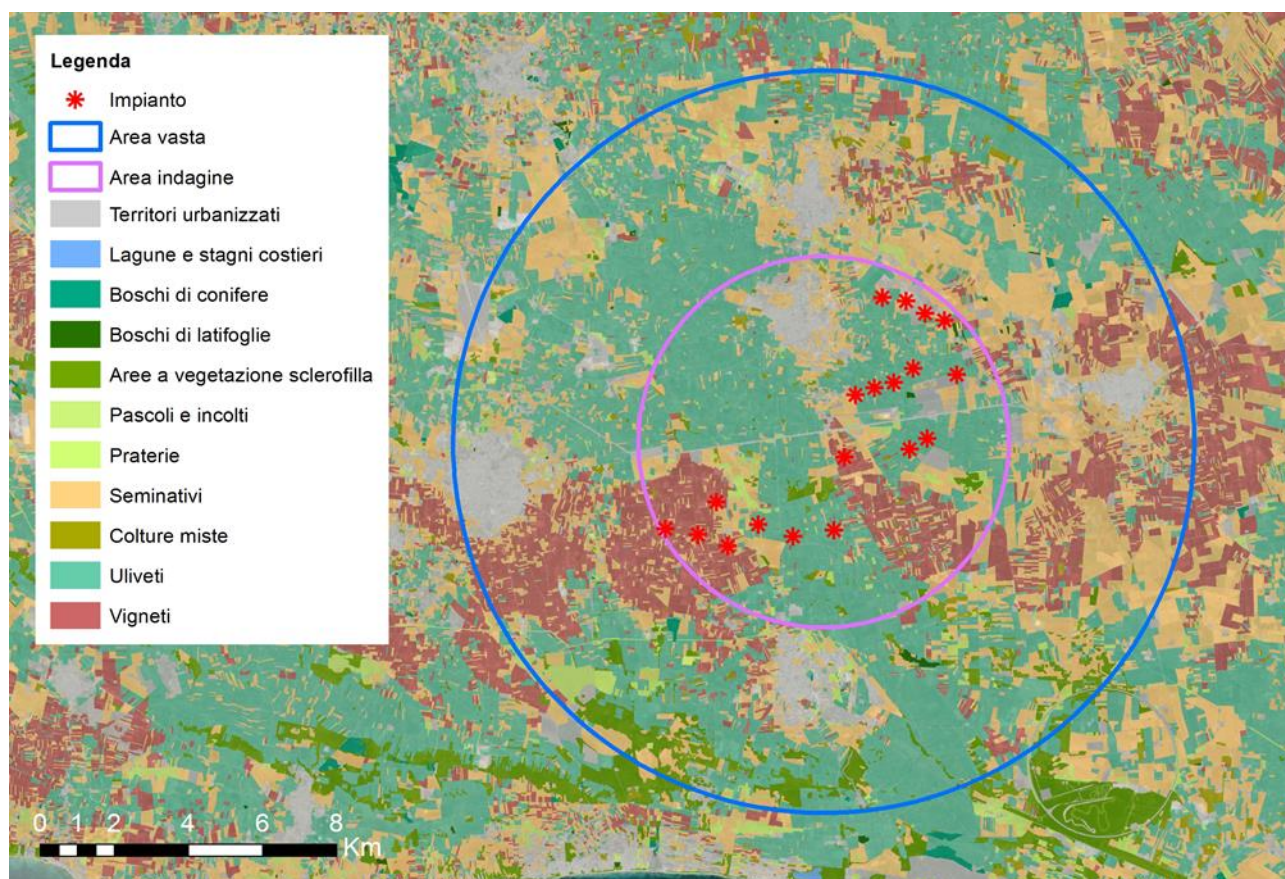 Legenda
Impianto
Area vasta
Area indagine
Territori urbanizzati
Lagune e stagni costieri
Boschi di conifere
Boschi di latifoglie
Aree a vegetazione sclerofilla
Pascoli e incolti
Praterie
Seminativi
Colture miste
Uliveti
Vigneti
0 1 2 4 6 8
Km